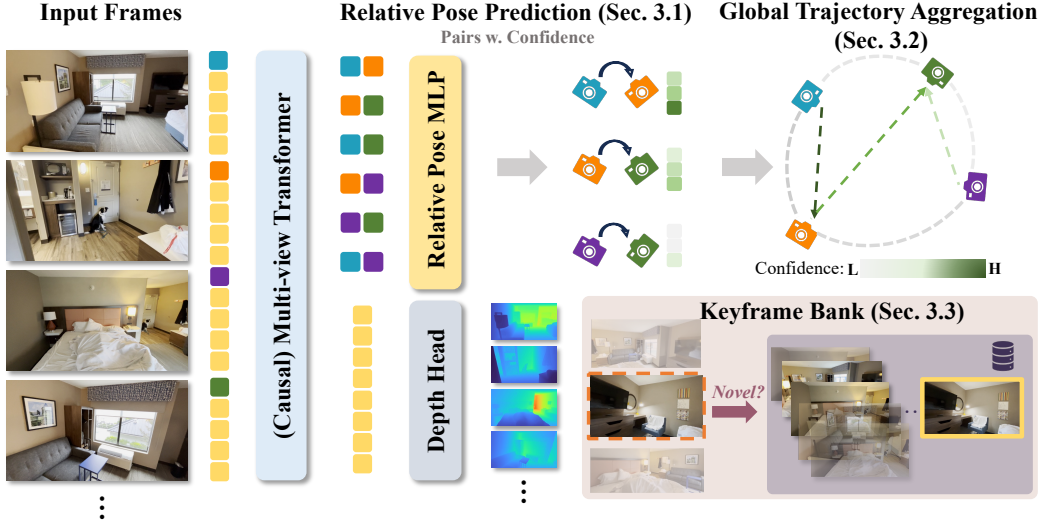 Input Frames
Relative Pose Prediction (Sec. 3.1)
Pairs w. Confidence
Global Trajectory Aggregation
(Sec. 3.2)
(Causal) Multi-view Transformer
Relative Pose MLP
Depth Head
Confidence: L H
Keyframe Bank (Sec. 3.3)
Novel?